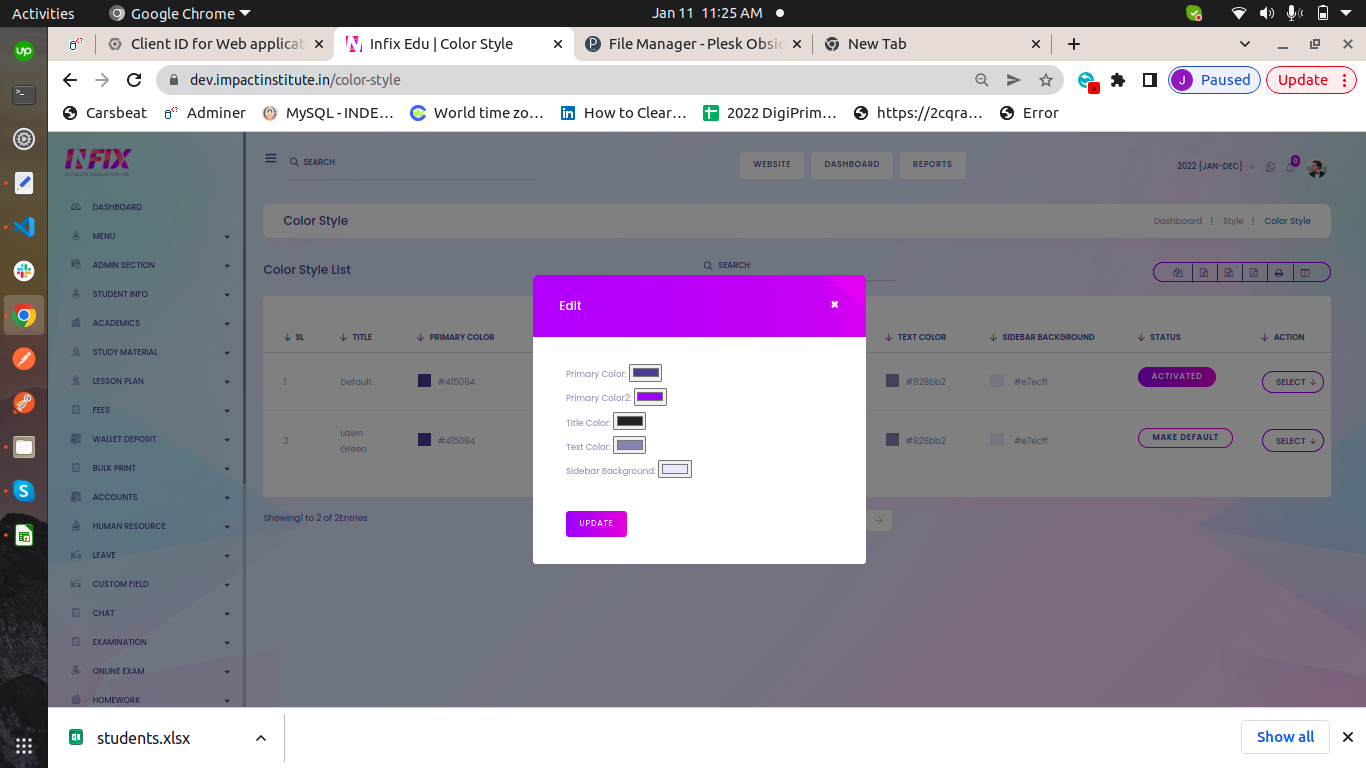 Activities
Google Chrome
Jan 11 11:25 AM
Client ID for Web applicat
Infix Edu | Color Style
File Manager - Plesk Obsid
New Tab
dev.impactinstitute.in/color-style
J Paused
Update
Carsbeat
Adminer
MySQL - INDE...
World time zo...
How to Clear...
2022 DigiPrim...
https://2cqra...
Error
up
INFIX
ULTIMATE EDUCATION ERP
SEARCH
WEBSITE
DASHBOARD
REPORTS
2022 [JAN-DEC]
0
DASHBOARD
MENU
ADMIN SECTION
STUDENT INFO
ACADEMICS
STUDY MATERIAL
LESSON PLAN
FEES
WALLET DEPOSIT
BULK PRINT
ACCOUNTS
HUMAN RESOURCE
LEAVE
CUSTOM FIELD
CHAT
EXAMINATION
ONLINE EXAM
HOMEWORK
Color Style
Dashboard | Style | Color Style
Color Style List
SEARCH
SL TITLE PRIMARY COLOR TEXT COLOR SIDEBAR BACKGROUND STATUS ACTION
1 Default #415094 #828bb2 #e7ecff ACTIVATED SELECT
2 Lawn Green #415094 #828bb2 #e7ecff MAKE DEFAULT SELECT
Showing1 to 2 of 2Entries
Edit
Primary Color:
Primary Color2:
Title Color:
Text Color:
Sidebar Background:
UPDATE
students.xlsx
Show all